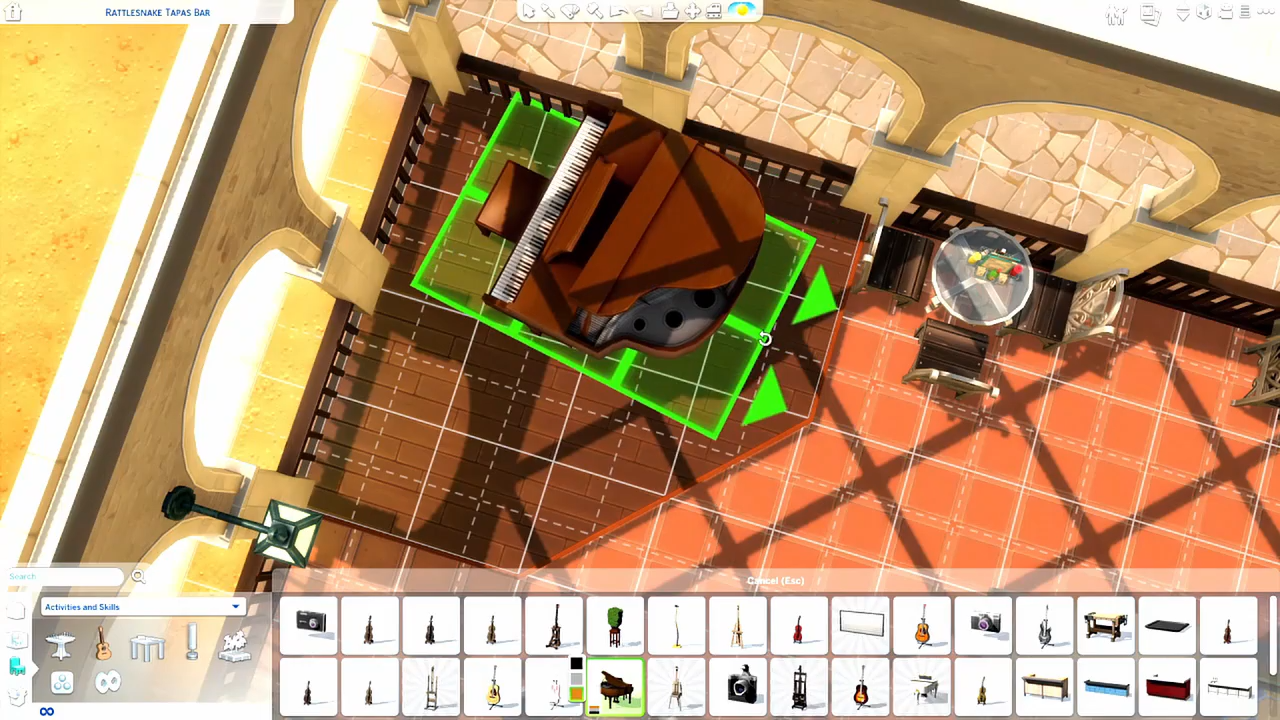 RATTLESNAKE TAPAS BAR
Cancel (Esc)
Search
Activities and Skills